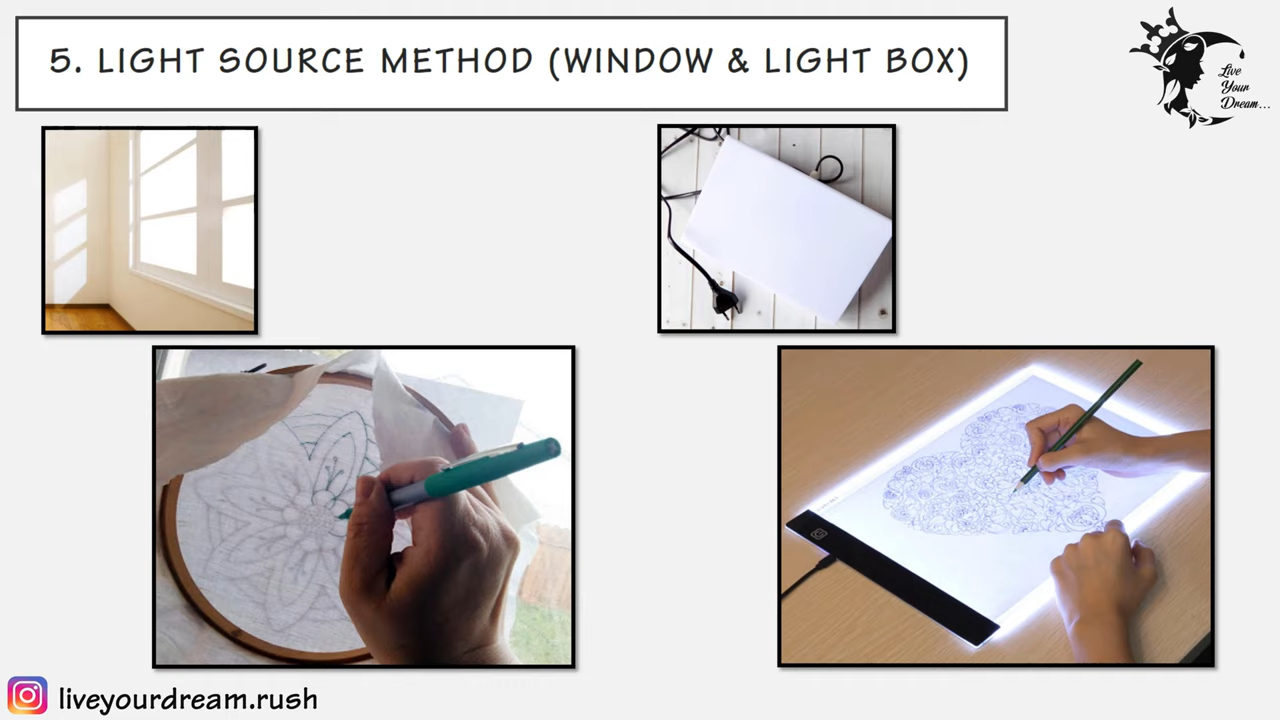 5. LIGHT SOURCE METHOD (WINDOW & LIGHT BOX)
Live
Your
Dream...
liveyourdream.rush